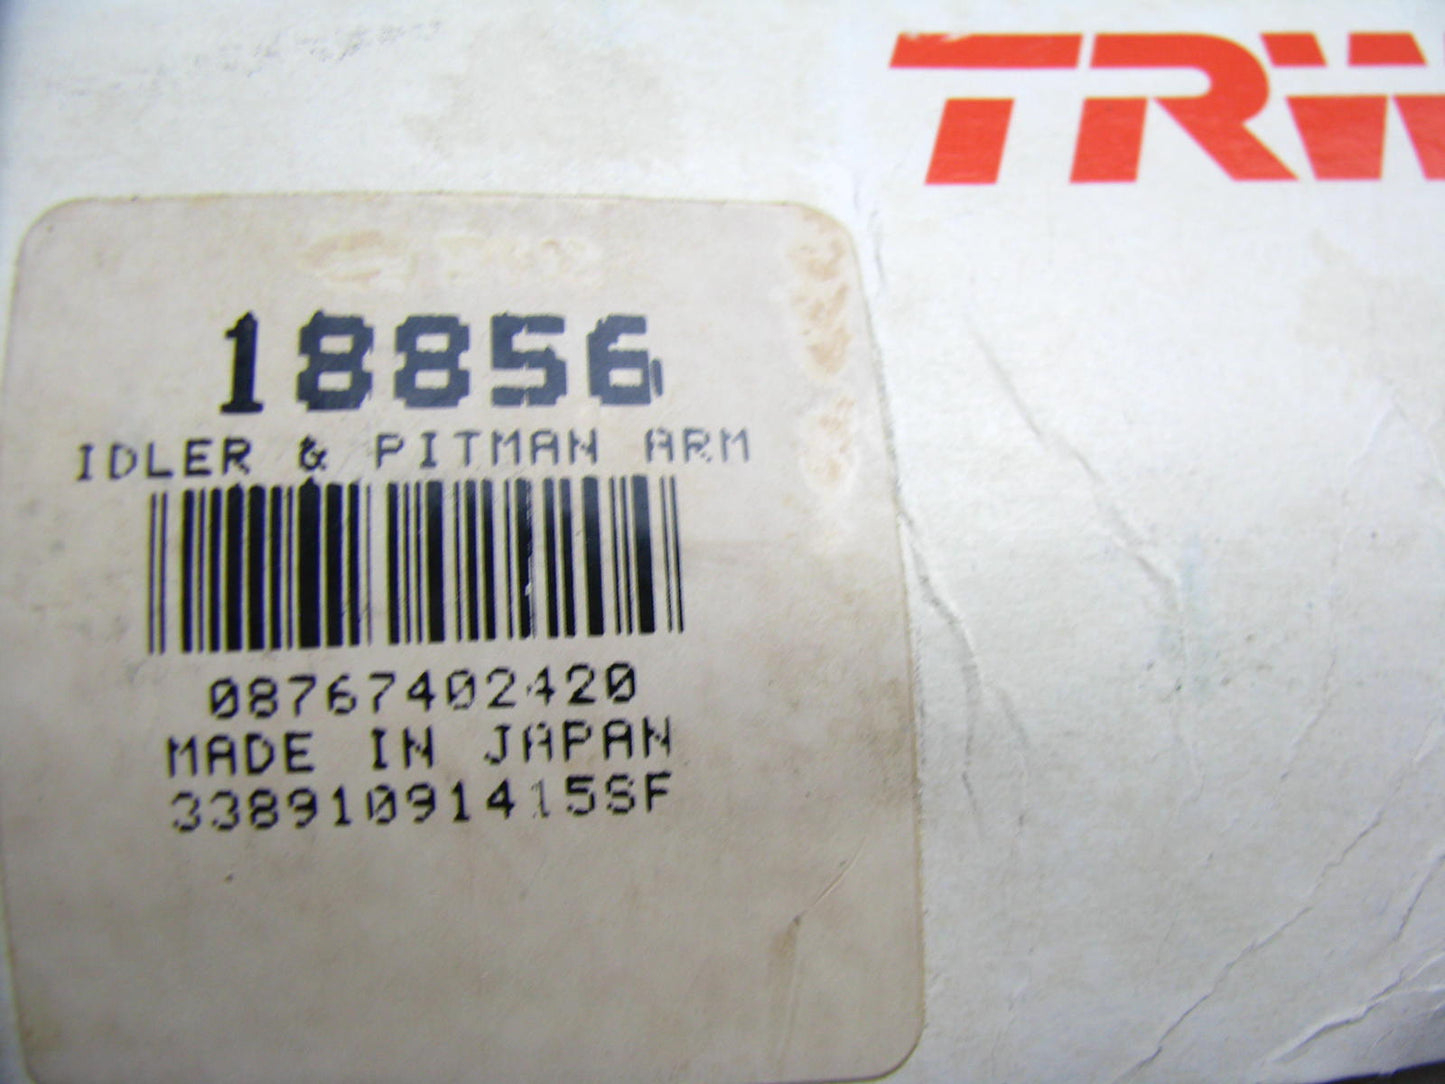 TRW
18856
IDLER & PITMAN ARM
08767402420
MADE IN JAPAN
33891091415SF